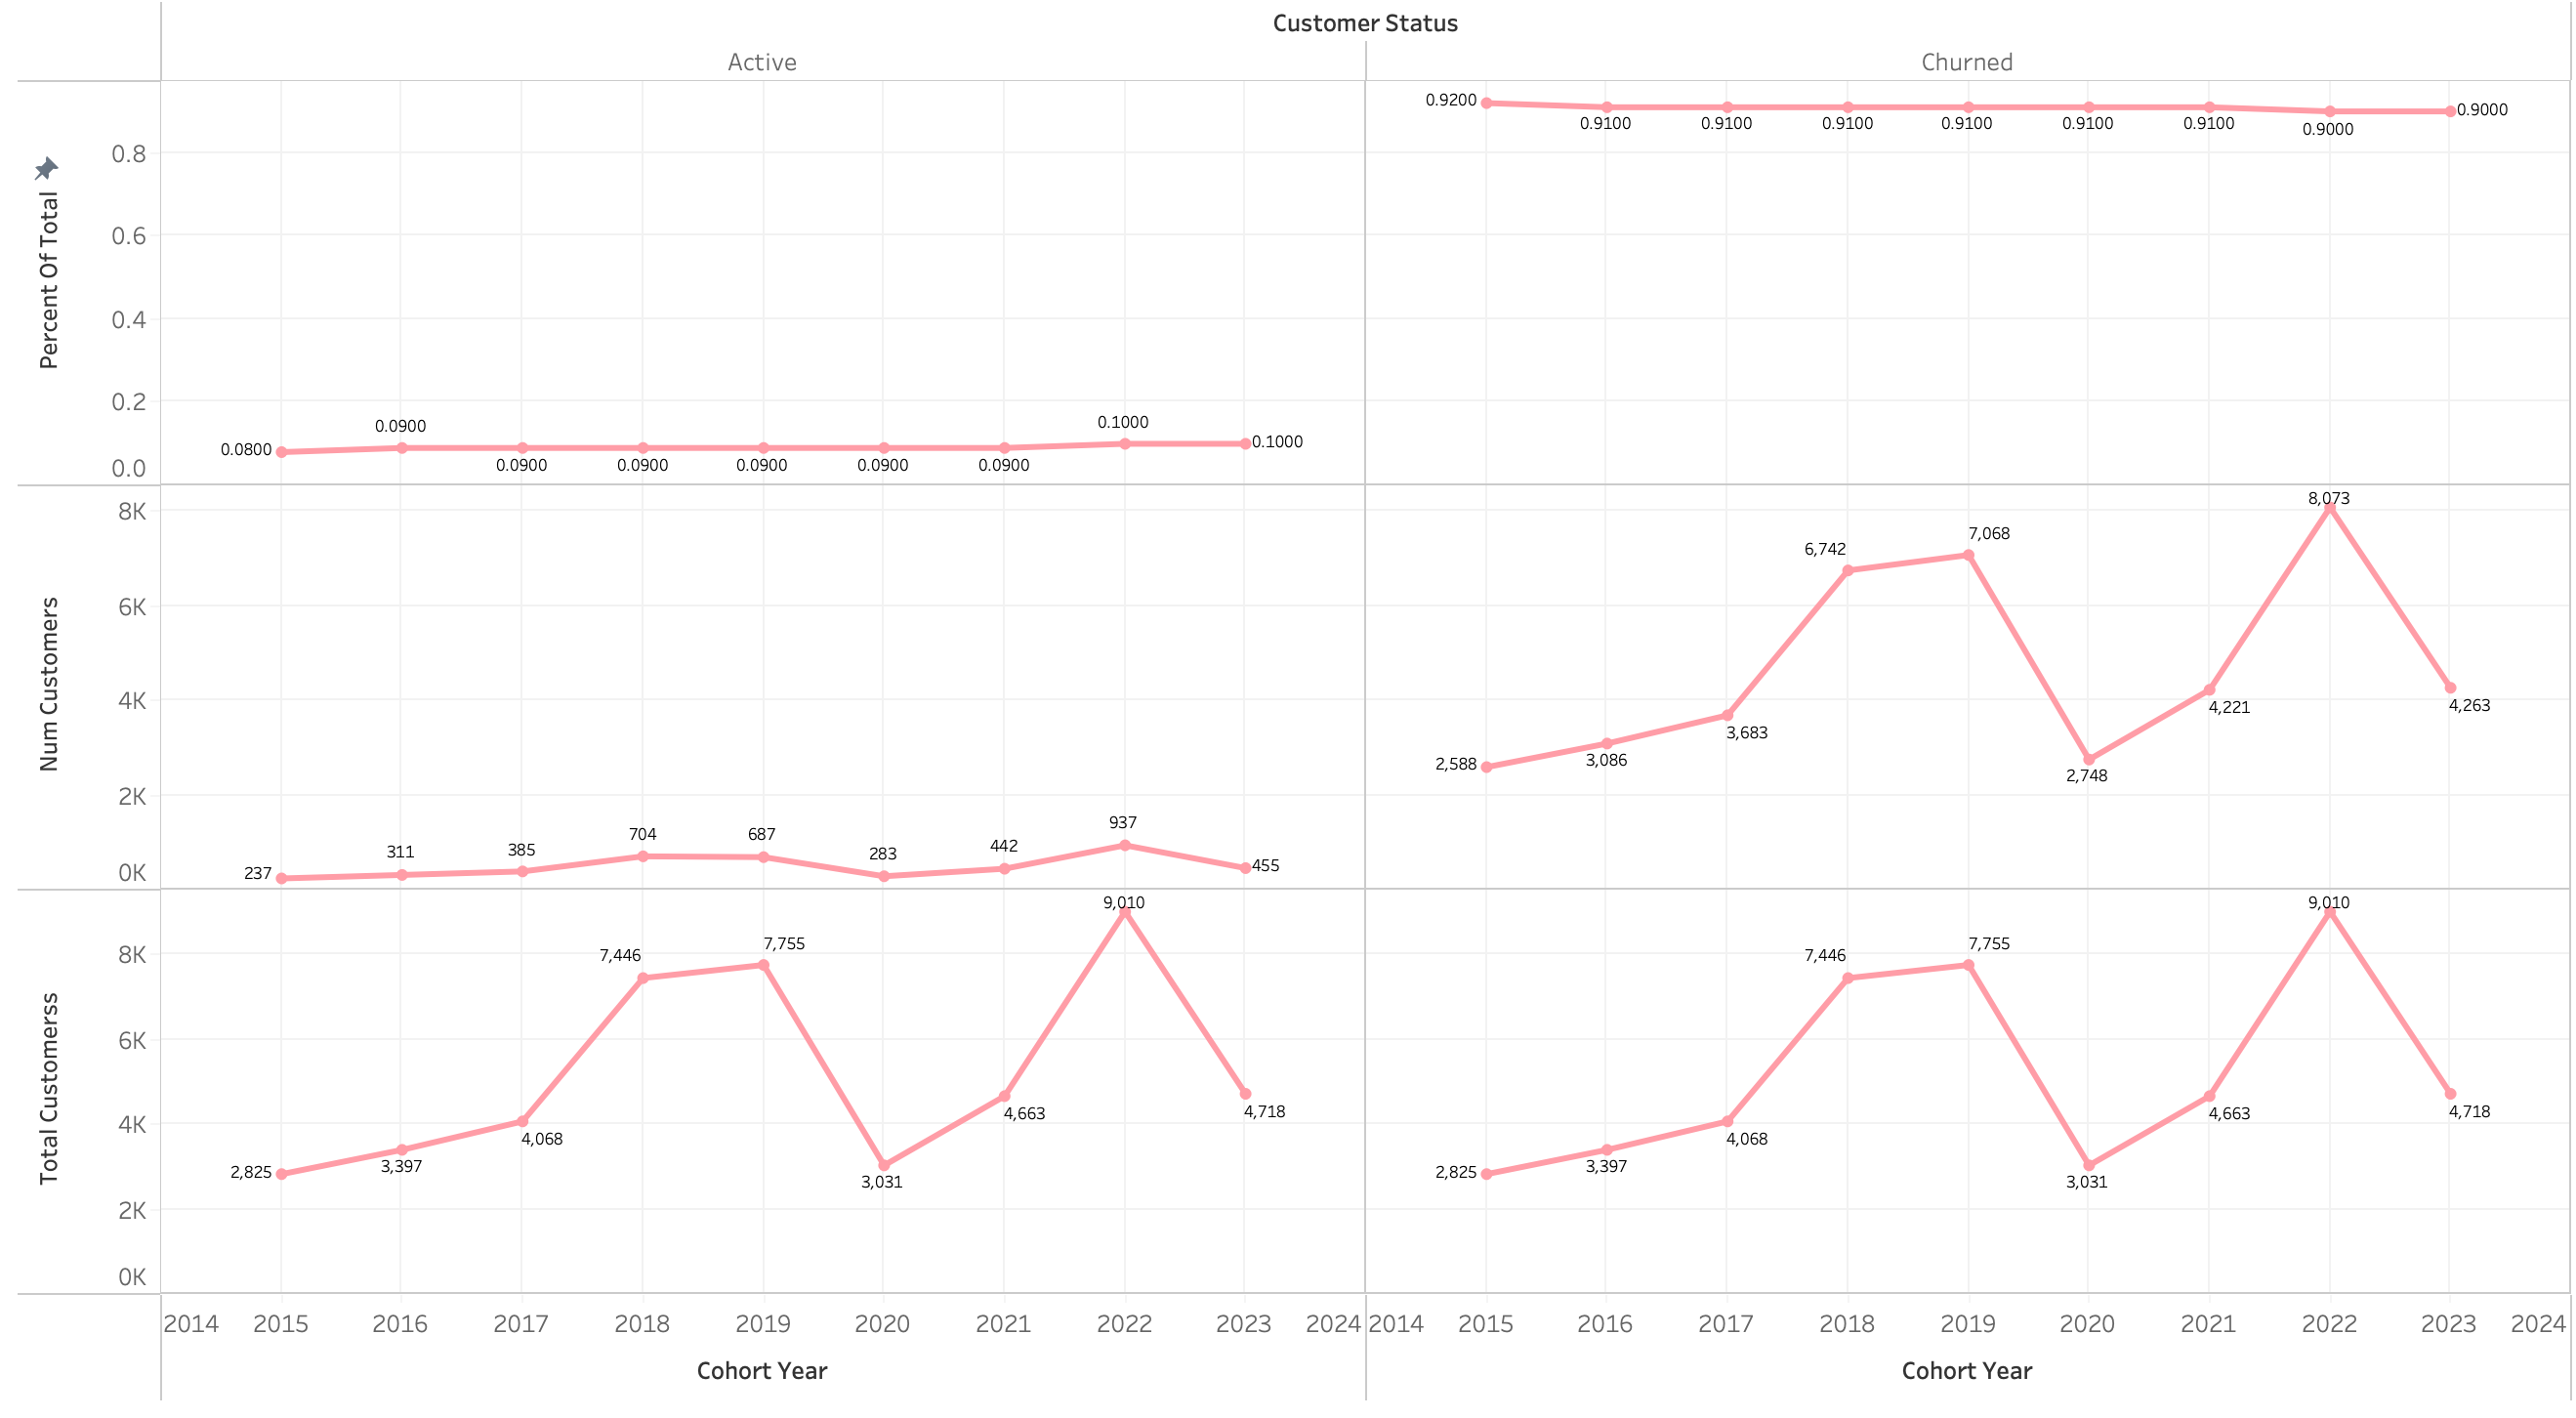 Customer Status
Active Churned
Percent Of Total
0.8
0.6
0.4
0.2
0.0
0.0800 0.0900 0.0900 0.0900 0.0900 0.0900 0.0900 0.1000 0.1000
0.9200 0.9100 0.9100 0.9100 0.9100 0.9100 0.9100 0.9000 0.9000
Num Customers
8K
6K
4K
2K
0K
237 311 385 704 687 283 442 937 455
2,588 3,086 3,683 6,742 7,068 2,748 4,221 8,073 4,263
Total Customerss
8K
6K
4K
2K
0K
2,825 3,397 4,068 7,446 7,755 3,031 4,663 9,010 4,718
2,825 3,397 4,068 7,446 7,755 3,031 4,663 9,010 4,718
2014 2015 2016 2017 2018 2019 2020 2021 2022 2023 2024 2014 2015 2016 2017 2018 2019 2020 2021 2022 2023 2024
Cohort Year Cohort Year